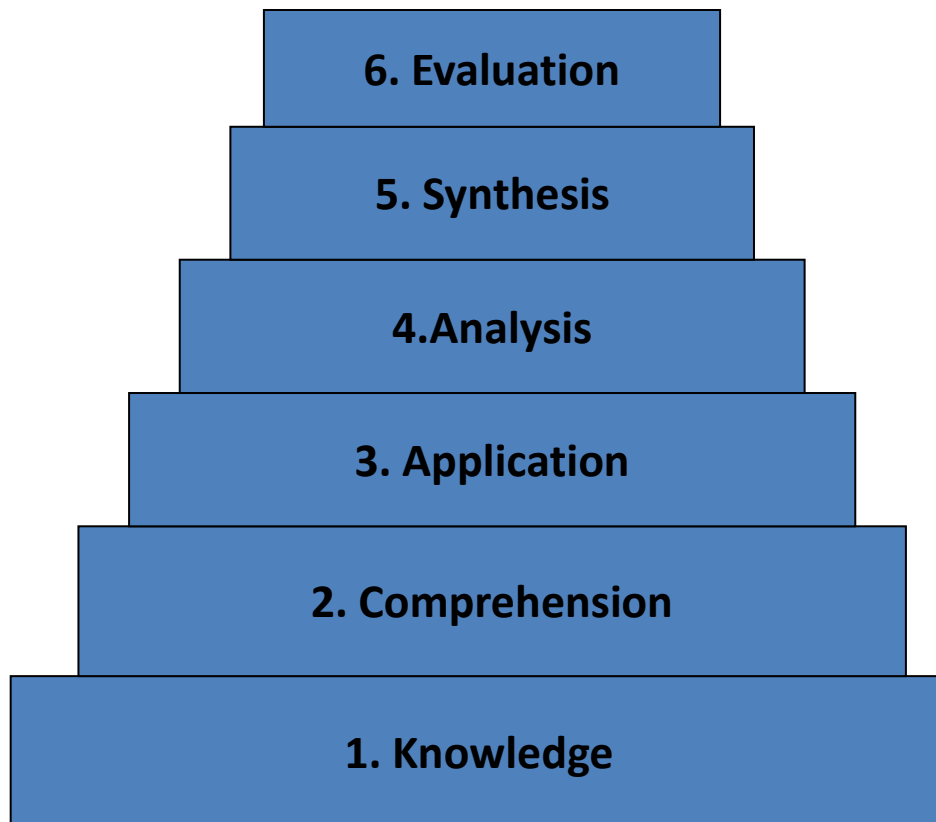 6. Evaluation
5. Synthesis
4.Analysis
3. Application
2. Comprehension
1. Knowledge